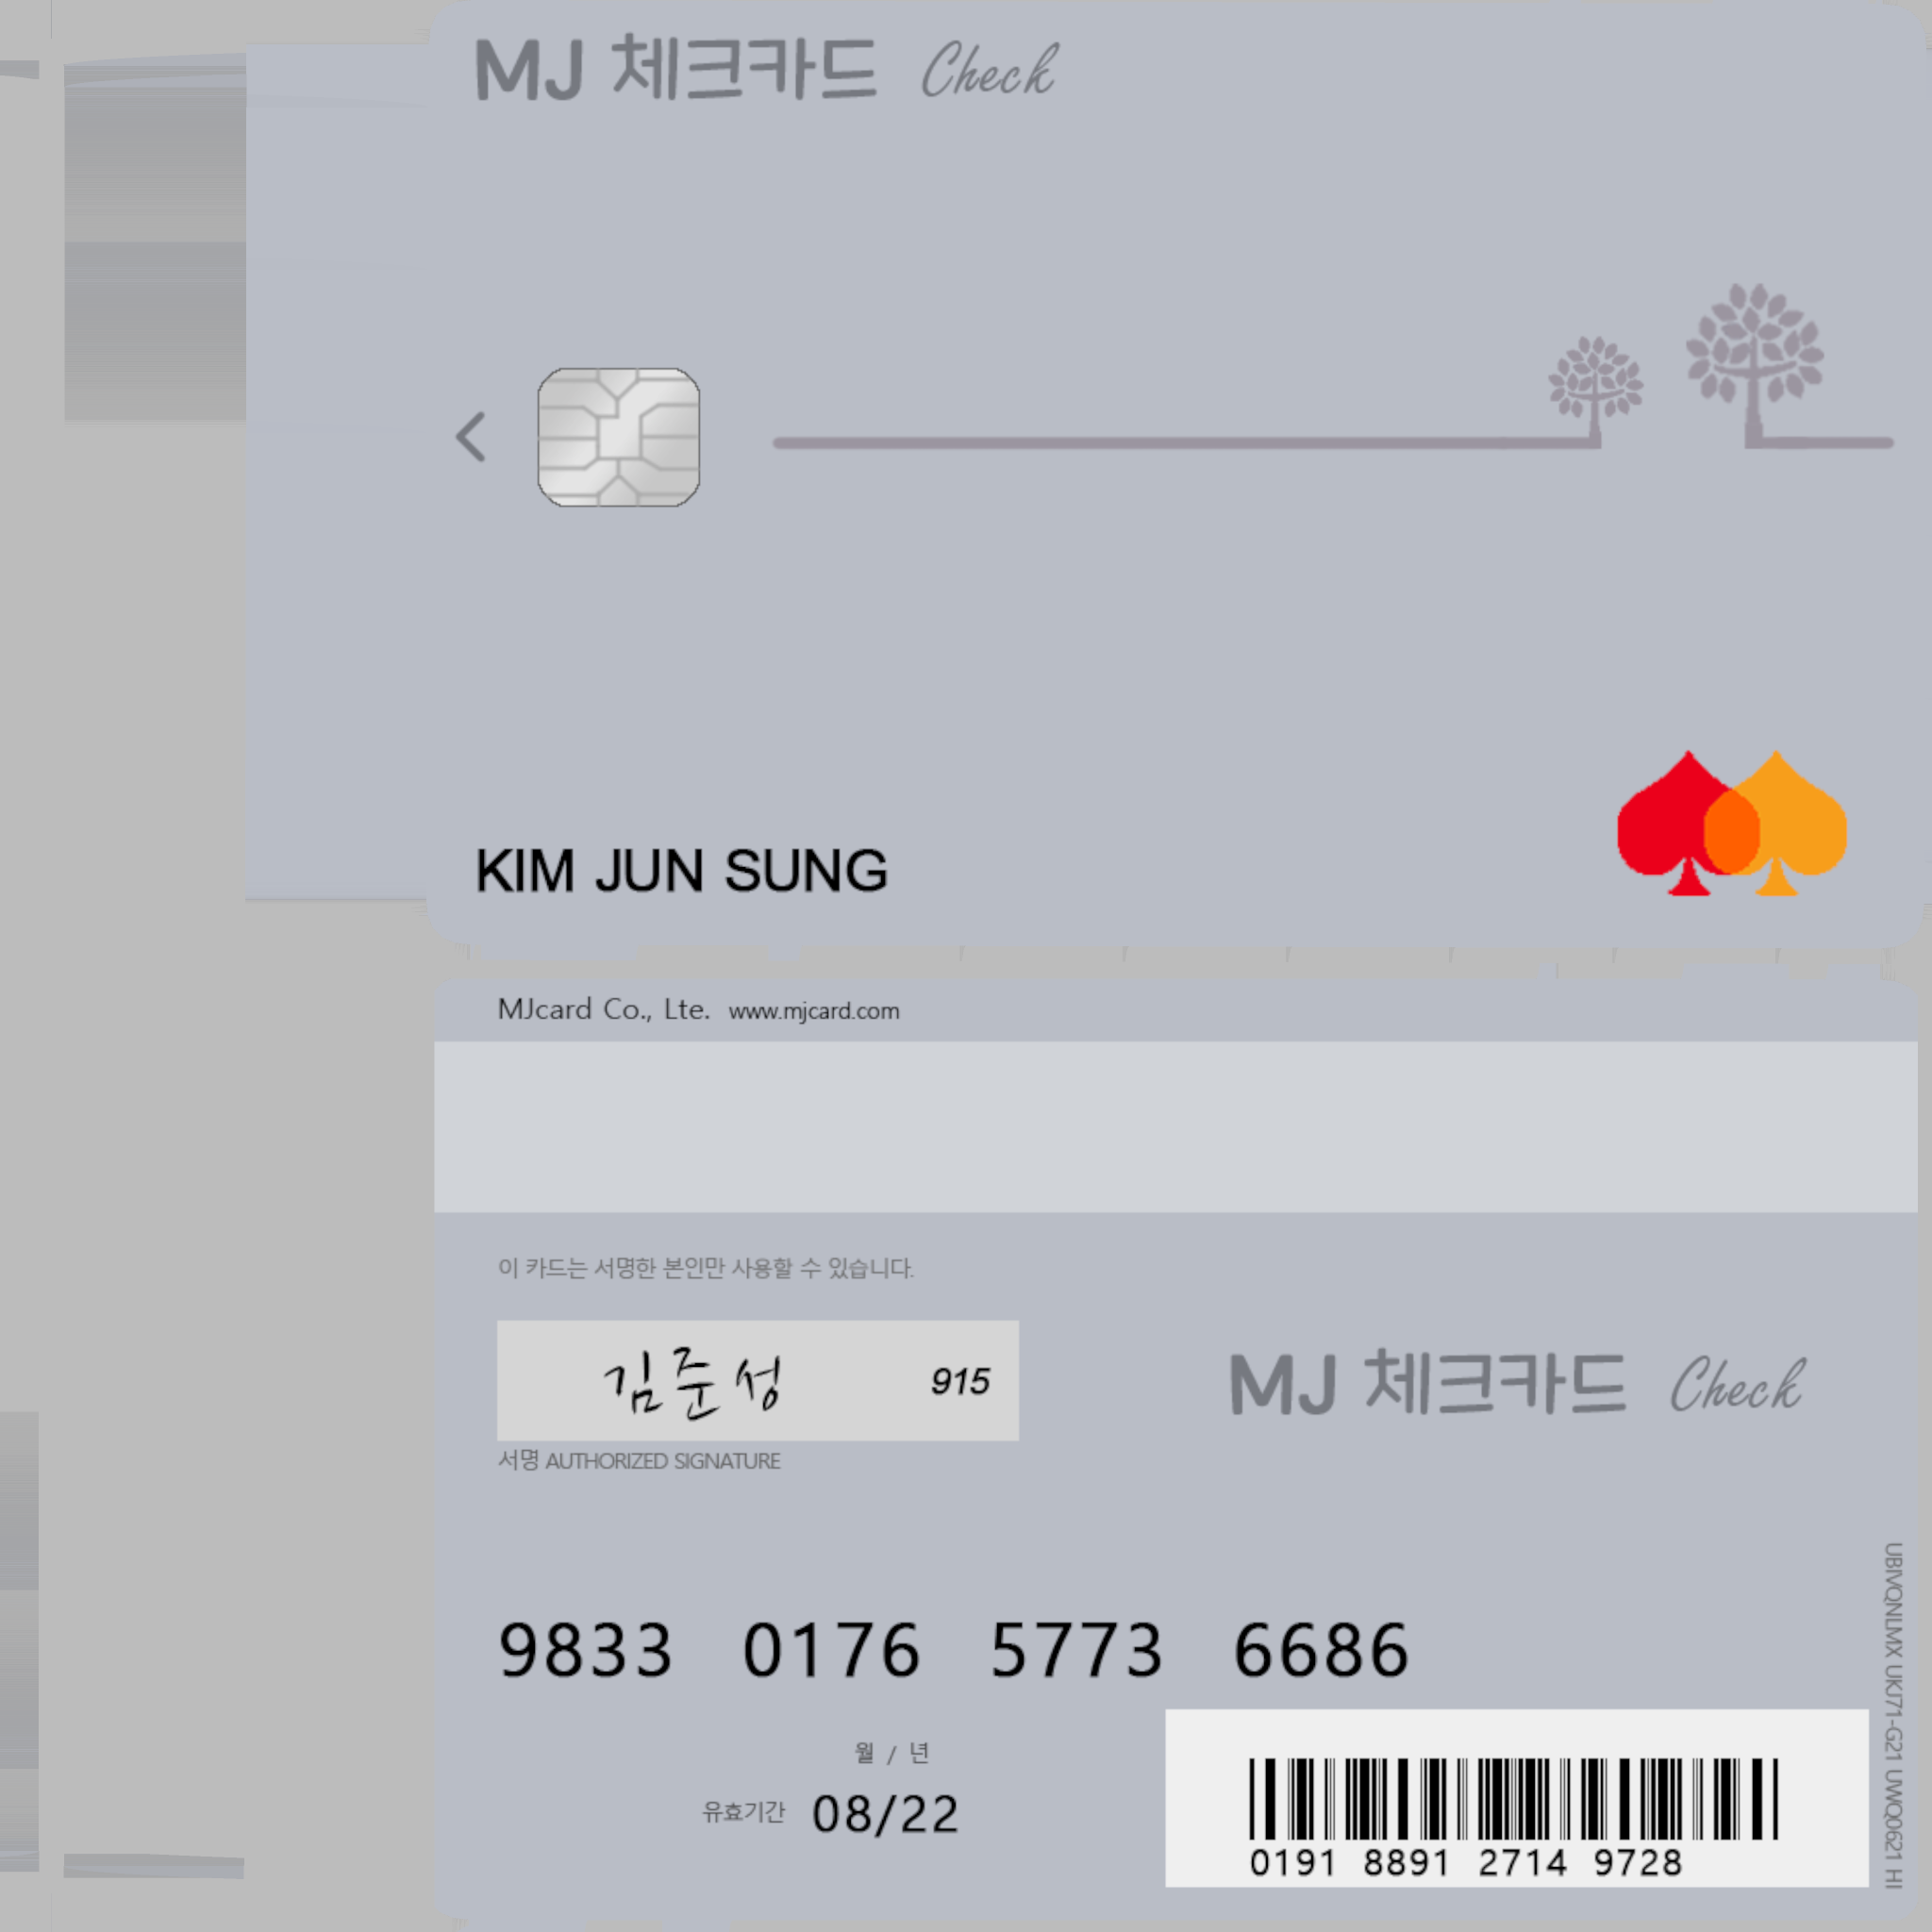 MJ 체크카드 Check
KIM JUN SUNG
MJcard Co., Lte. www.mjcard.com
이 카드는 서명한 본인만 사용할 수 있습니다.
김준성 915
서명 AUTHORIZED SIGNATURE
MJ 체크카드 Check
9833 0176 5773 6686
월 / 년
유효기간 08/22
0191 8891 2714 9728
UBIVQNLMX UKJ71-G21 UWQ0621 HI